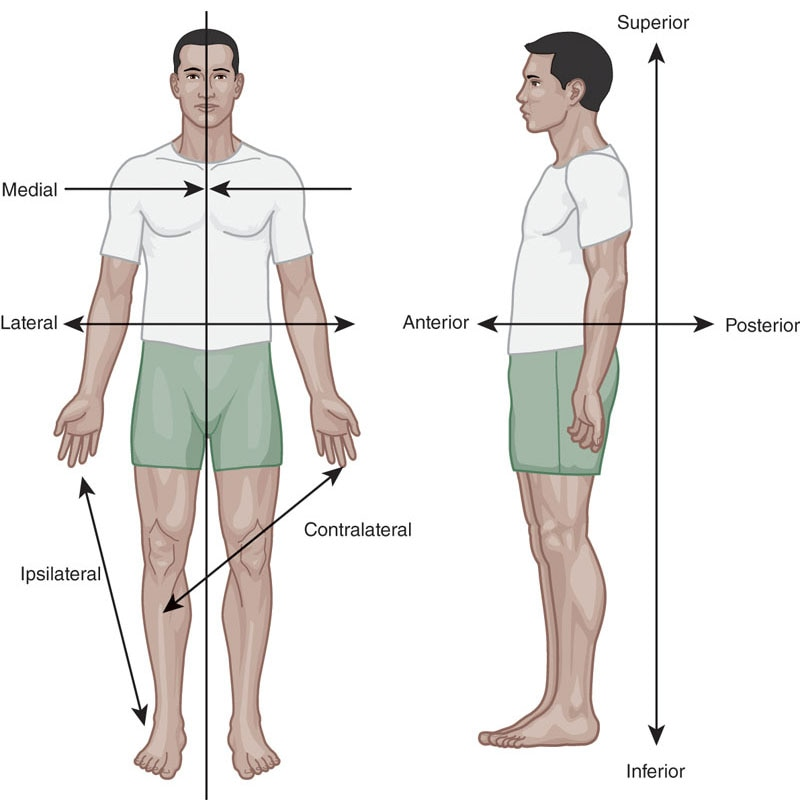 Superior
Medial
Lateral
Anterior
Posterior
Contralateral
Ipsilateral
Inferior